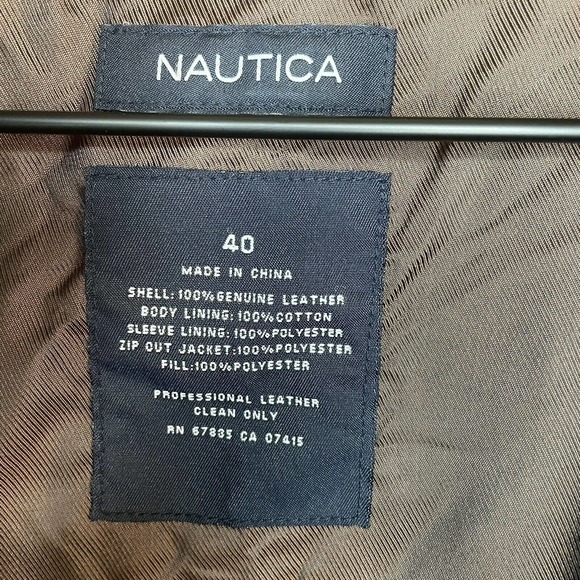 NAUTICA
40
MADE IN CHINA
SHELL:100%GENUINE LEATHER
BODY LINING:100%COTTON
SLEEVE LINING:100%POLYESTER
ZIP OUT JACKET:100%POLYESTER
FILL:100%POLYESTER
PROFESSIONAL LEATHER
CLEAN ONLY
RN 67835 CA 07415